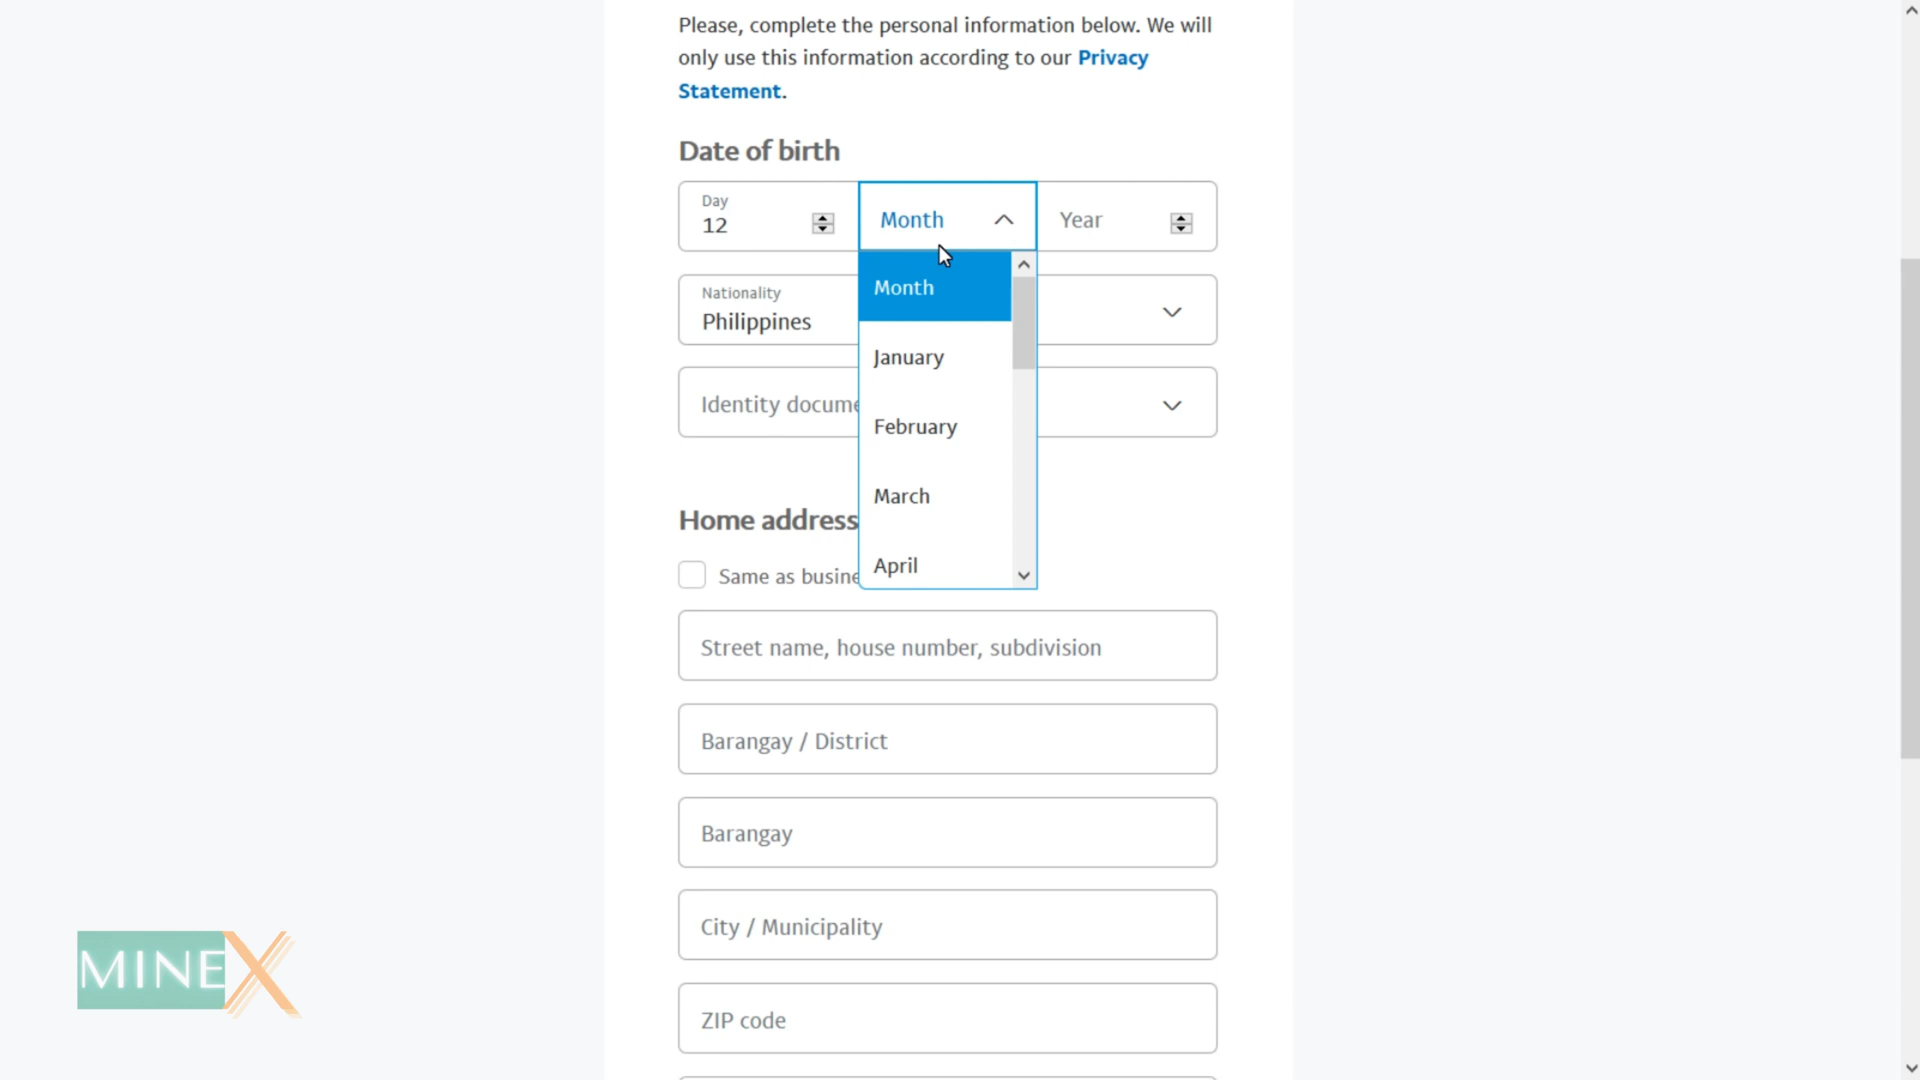 Please, complete the personal information below. We will
only use this information according to our Privacy
Statement.
Date of birth
Day
12
Month
Year
Month
January
February
March
April
Nationality
Philippines
Identity docume
Home address
Same as busine
Street name, house number, subdivision
Barangay / District
Barangay
City / Municipality
ZIP code
MINEX